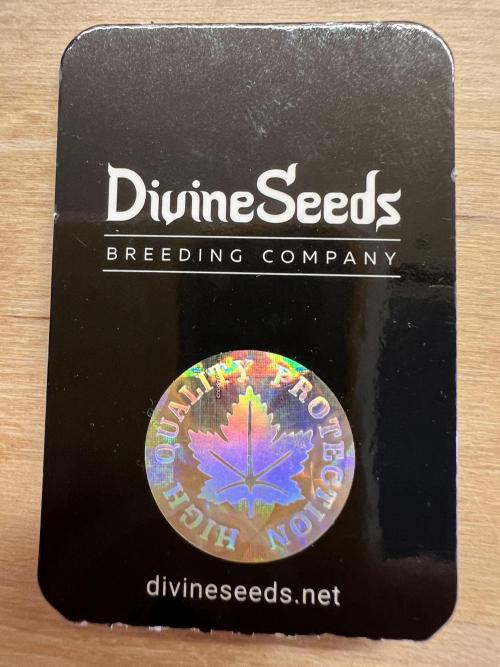 DivineSeeds
BREEDING COMPANY
HIGH QUALITY PROTECTION
divineseeds.net